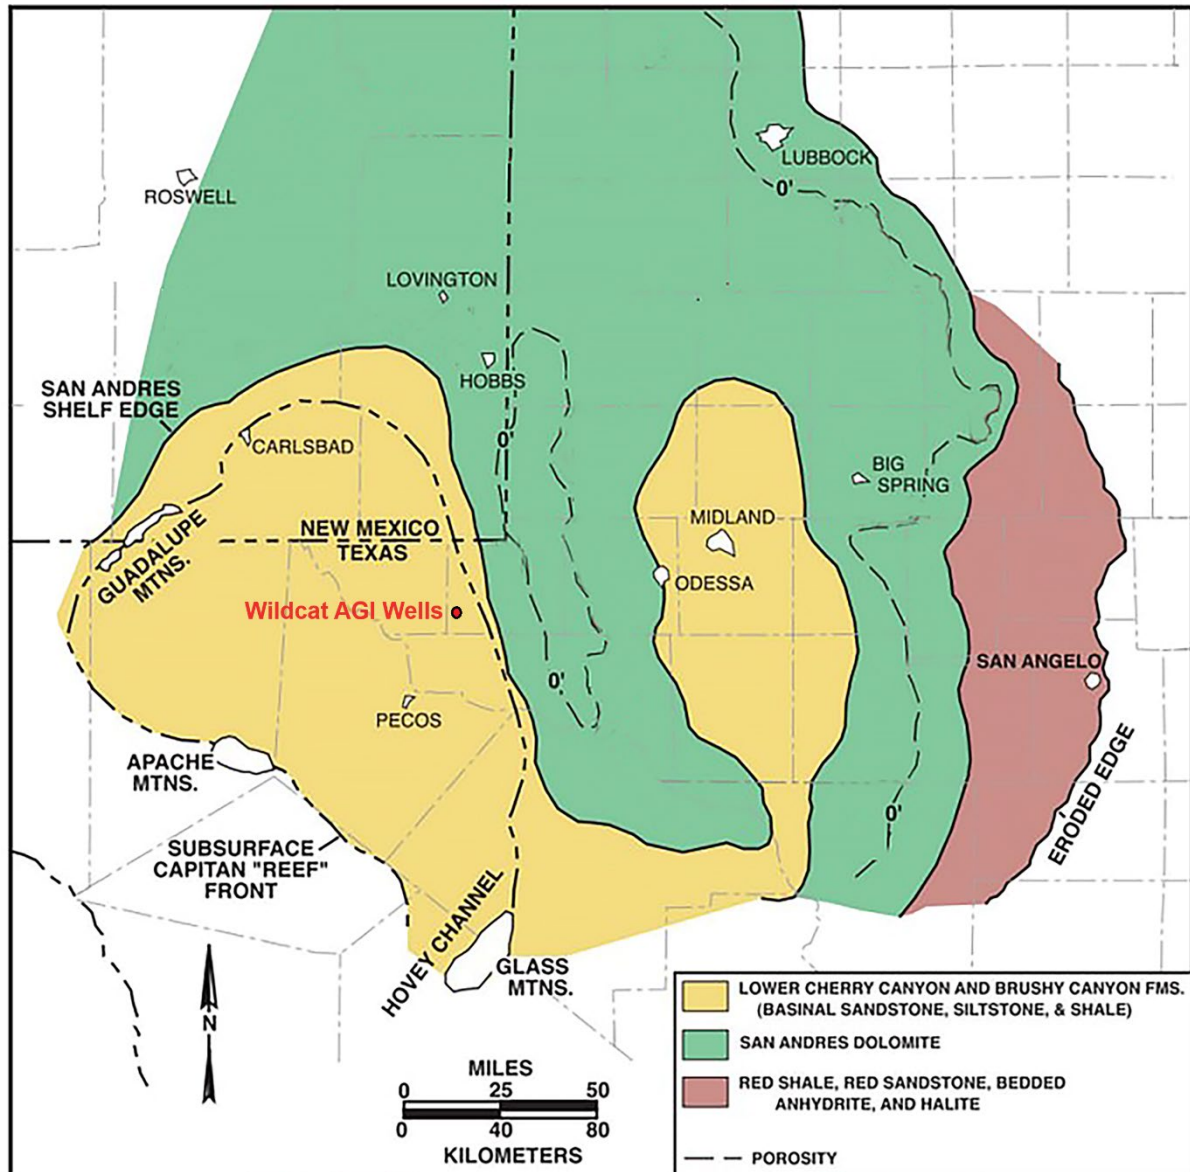 LUBBOCK
0'
ROSWELL
LOVINGTON
HOBBS
SAN ANDRES
SHELF EDGE
CARLSBAD
0'
BIG
SPRING
NEW MEXICO
TEXAS
MIDLAND
GUADALUPE
MTNS.
ODESSA
Wildcat AGI Wells
SAN ANGELO
0'
PECOS
APACHE
MTNS.
SUBSURFACE
CAPITAN "REEF"
FRONT
0'
ERODED EDGE
HOVEY CHANNEL
GLASS
MTNS.
N
MILES
0 25 50
0 40 80
KILOMETERS
LOWER CHERRY CANYON AND BRUSHY CANYON FMS.
(BASINAL SANDSTONE, SILTSTONE, & SHALE)
SAN ANDRES DOLOMITE
RED SHALE, RED SANDSTONE, BEDDED
ANHYDRITE, AND HALITE
POROSITY